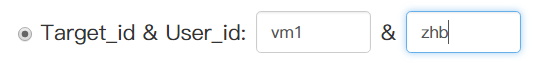 Target_id & User_id: vm1 & zhb